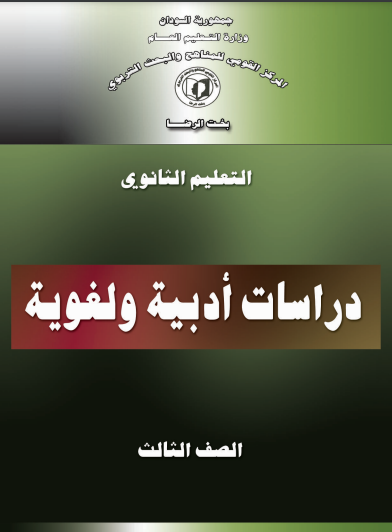 جمهورية السودان
وزارة التعليم العام
المركز القومي للمناهج والبحث التربوي
بخت الرضا
التعليم الثانوي
دراسات أدبية ولغوية
الصف الثالث